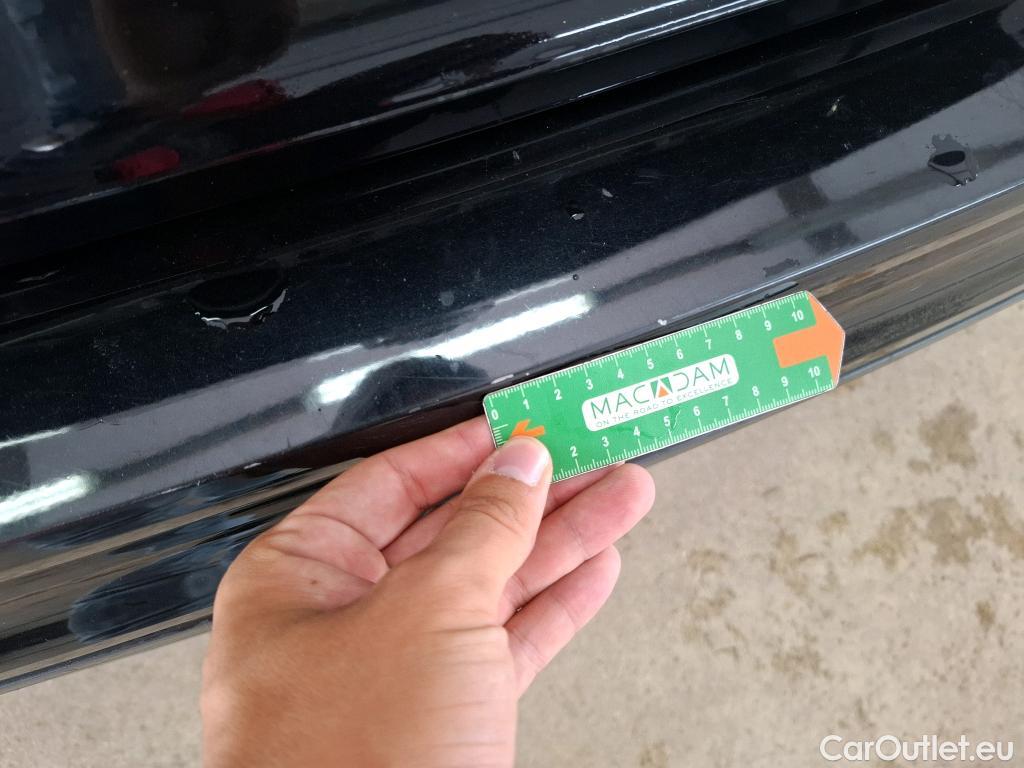 0 1 2 3 4 5 6 7 8 9 10
MACADAM
ON THE ROAD TO EXCELLENCE
2 3 4 5 6 7 8 9 10
CarOutlet.eu